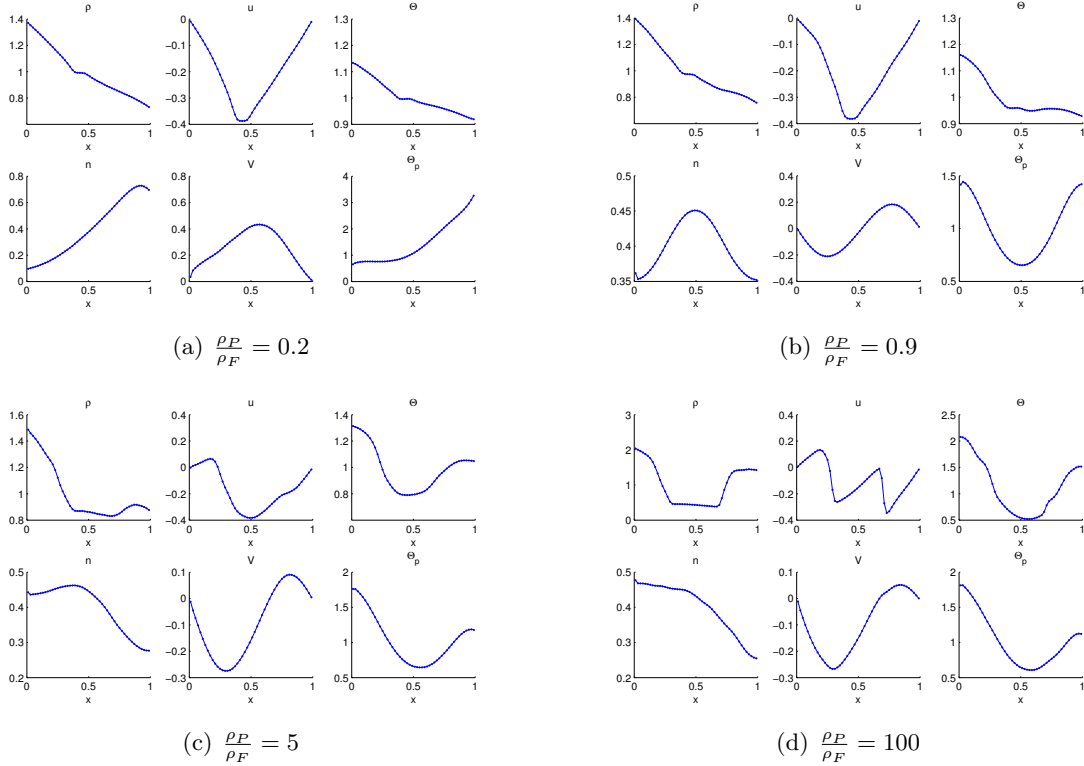 ρ u Θ
1.4 1.2 1 0.8 0 0.5 1 x
−0 −0.1 −0.2 −0.3 −0.4 0 0.5 1 x
1.3 1.2 1.1 1 0.9 0 0.5 1 x
n V Θp
0.8 0.6 0.4 0.2 0 0 0.5 1 x
0.8 0.6 0.4 0.2 0 0 0.5 1 x
4 3 2 1 0 0 0.5 1 x
(a) ρP/ρF = 0.2
ρ u Θ
1.4 1.2 1 0.8 0 0.5 1 x
0 −0.1 −0.2 −0.3 −0.4 0 0.5 1 x
1.3 1.2 1.1 1 0.9 0 0.5 1 x
n V Θp
0.5 0.45 0.4 0.35 0 0.5 1 x
0.4 0.2 0 −0.2 −0.4 0 0.5 1 x
1.5 1 0.5 0 0.5 1 x
(b) ρP/ρF = 0.9
ρ u Θ
1.6 1.4 1.2 1 0.8 0 0.5 1 x
0.4 0.2 0 −0.2 −0.4 0 0.5 1 x
1.4 1.2 1 0.8 0.6 0 0.5 1 x
n V Θp
0.5 0.4 0.3 0.2 0 0.5 1 x
0.1 0 −0.1 −0.2 −0.3 0 0.5 1 x
2 1.5 1 0.5 0 0.5 1 x
(c) ρP/ρF = 5
ρ u Θ
3 2 1 0 0 0.5 1 x
0.4 0.2 0 −0.2 −0.4 0 0.5 1 x
2.5 2 1.5 1 0.5 0 0.5 1 x
n V Θp
0.5 0.4 0.3 0.2 0 0.5 1 x
0.1 0 −0.1 −0.2 −0.3 0 0.5 1 x
2 1.5 1 0.5 0 0.5 1 x
(d) ρP/ρF = 100